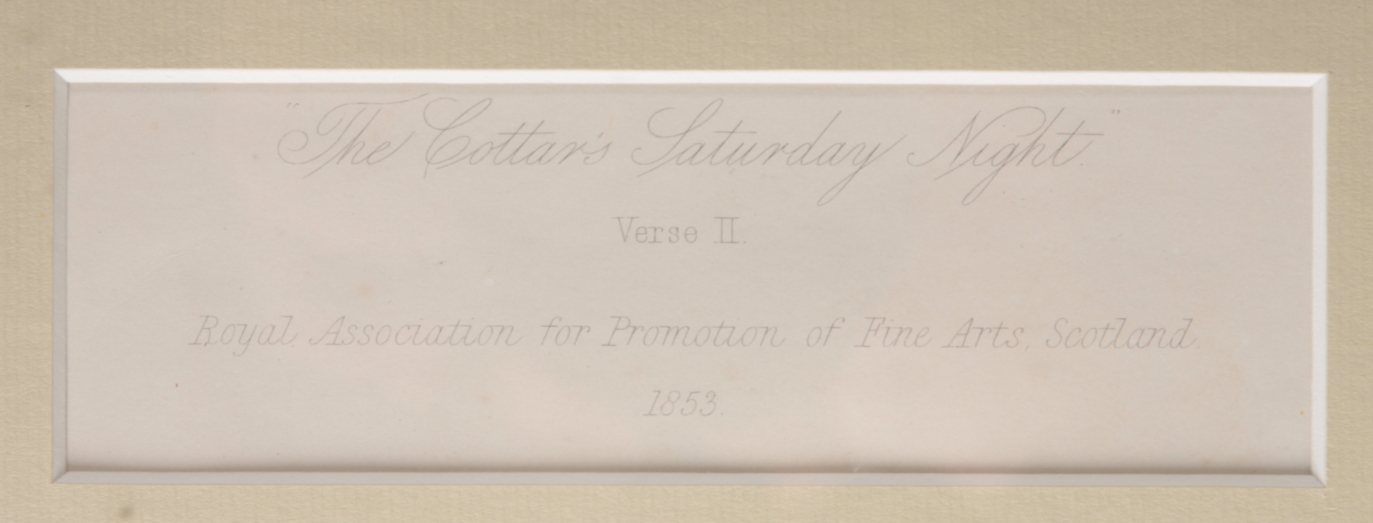 "The Cottar's Saturday Night."
Verse II.
Royal Association for Promotion of Fine Arts, Scotland
1853.